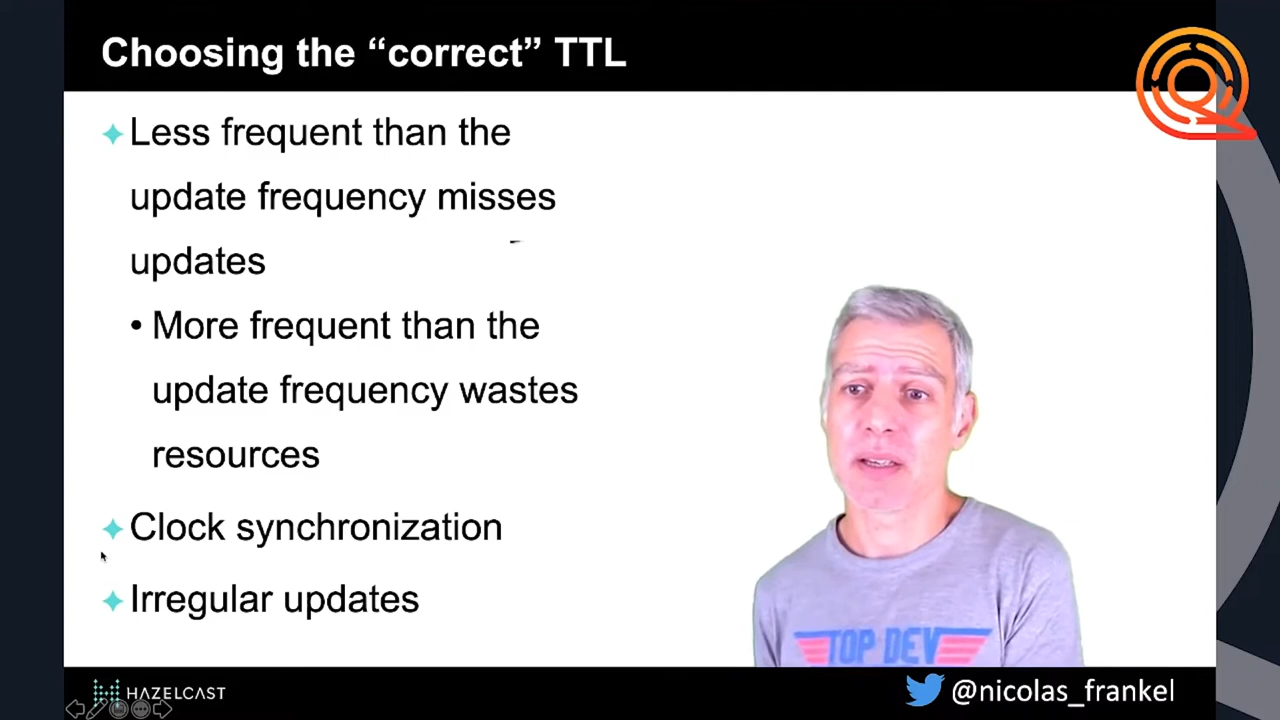 Choosing the “correct” TTL
Less frequent than the
update frequency misses
updates
• More frequent than the
update frequency wastes
resources
Clock synchronization
Irregular updates
TOP DEV
HAZELCAST
@nicolas_frankel